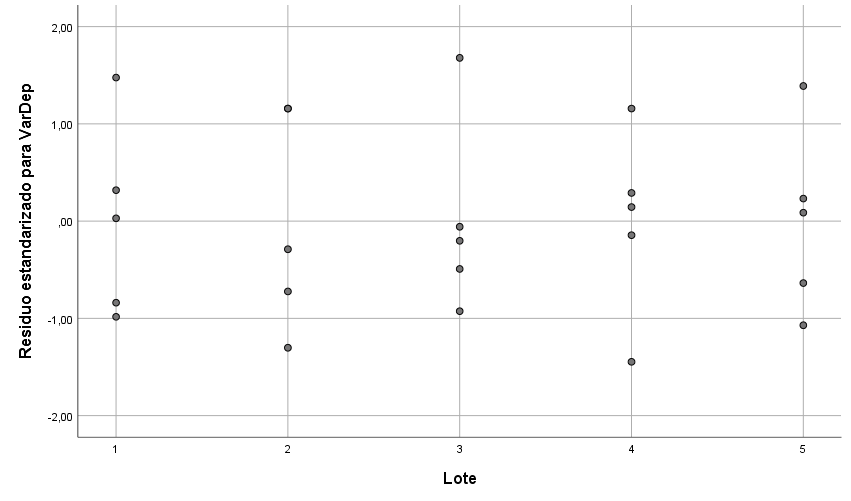 Residuo estandarizado para VarDep
2,00
1,00
,00
-1,00
-2,00
1 2 3 4 5
Lote